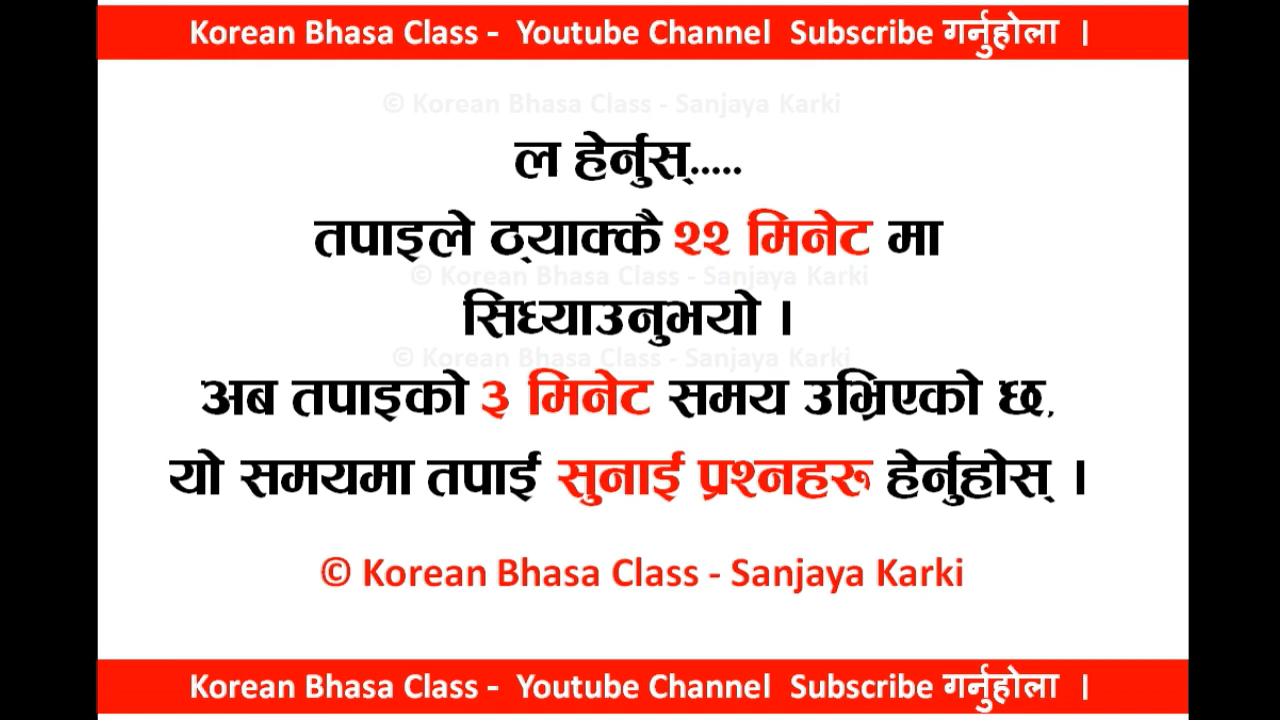 Korean Bhasa Class - Youtube Channel Subscribe गर्नुहोला ।
© Korean Bhasa Class - Sanjaya Karki
ल हेर्नुस्.....
तपाइले ठ्याक्कै २२ मिनेट मा
© Korean Bhasa Class - Sanjaya Karki
सिध्याउनुभयो ।
© Korean Bhasa Class - Sanjaya Karki
अब तपाइको ३ मिनेट समय उभ्रिएको छ,
यो समयमा तपाई सुनाई प्रश्नहरू हेर्नुहोस् ।
© Korean Bhasa Class - Sanjaya Karki
Korean Bhasa Class - Youtube Channel Subscribe गर्नुहोला ।